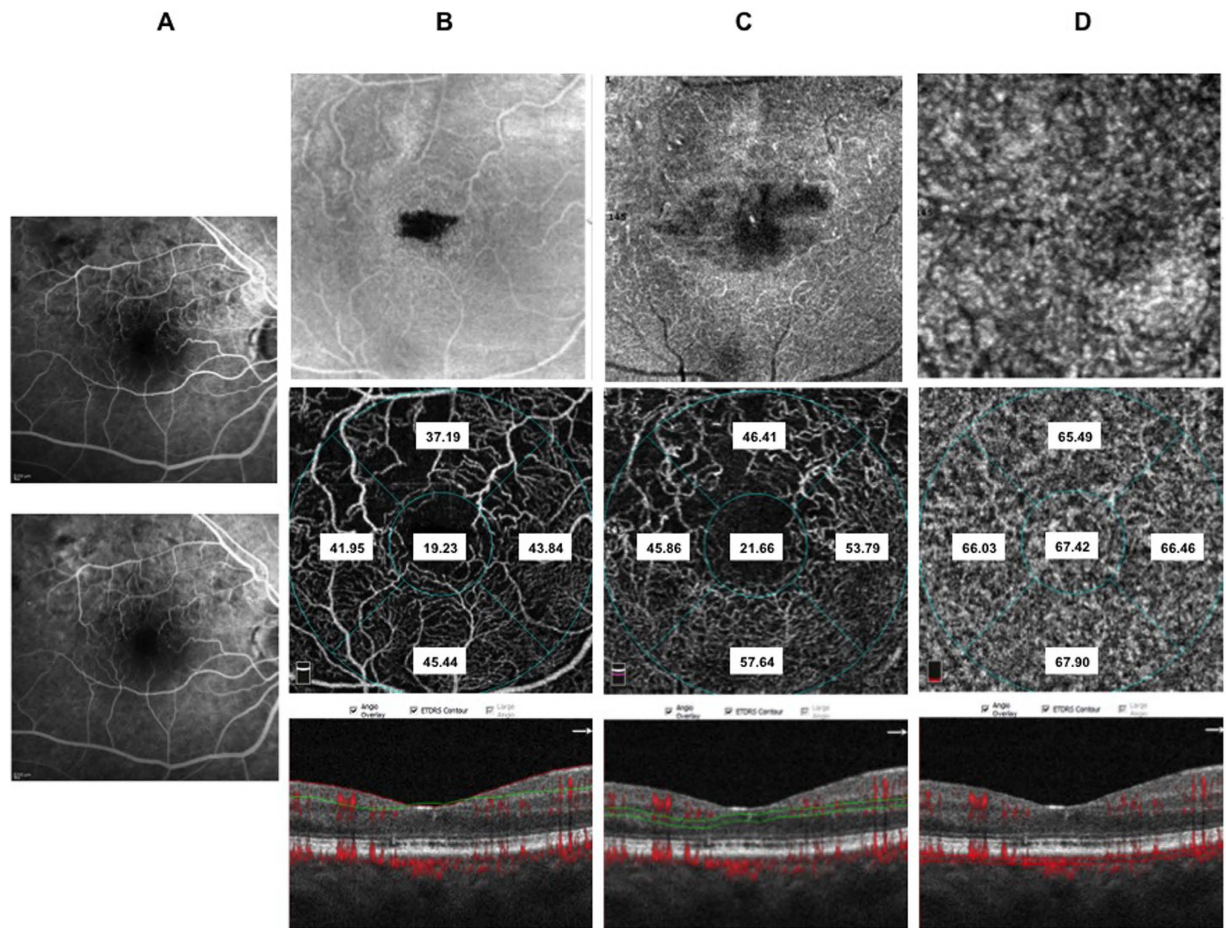 A
B
C
D
37.19
41.95
19.23
43.84
45.44
46.41
45.86
21.66
53.79
57.64
65.49
66.03
67.42
66.46
67.90
Angio Overlay
ETDRS Contour
Large Angio
Angio Overlay
ETDRS Contour
Large Angio
Angio Overlay
ETDRS Contour
Large Angio